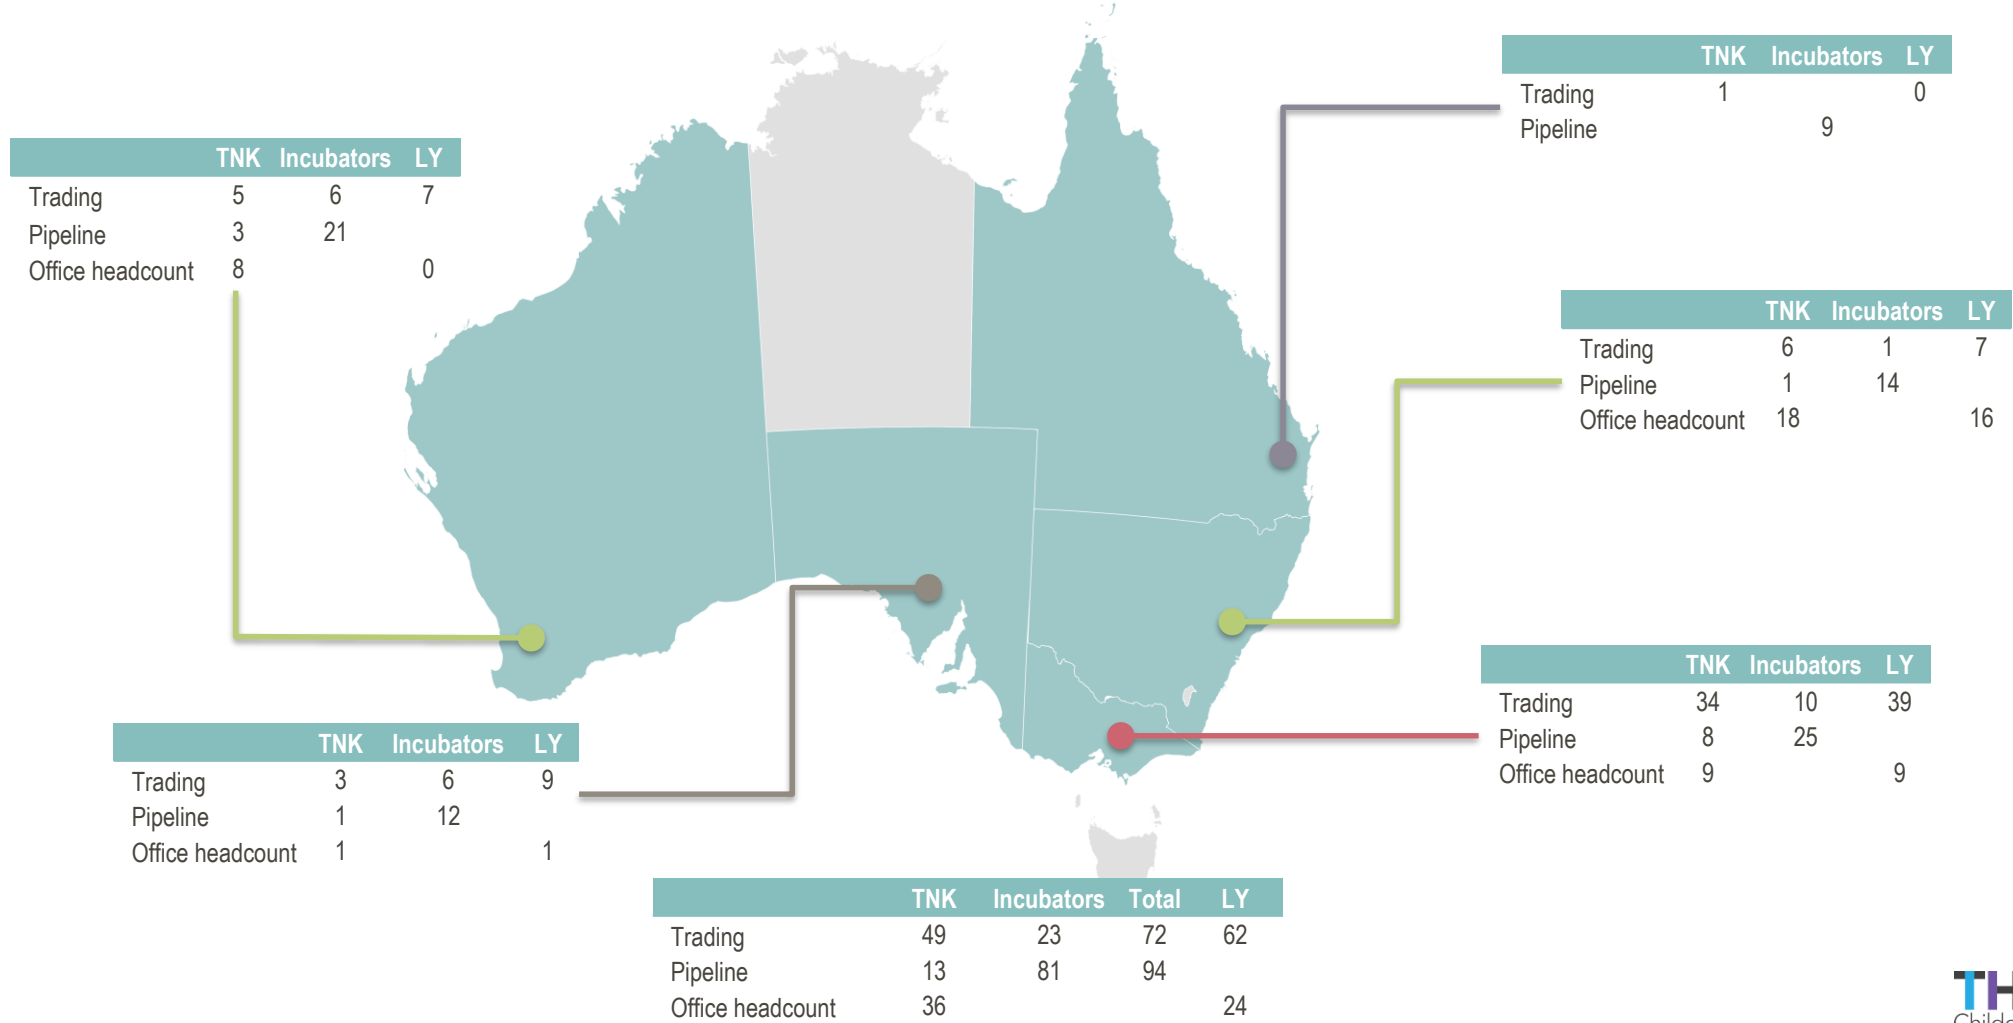 TNK Incubators LY
Trading 1 0
Pipeline 9
TNK Incubators LY
Trading 5 6 7
Pipeline 3 21
Office headcount 8 0
TNK Incubators LY
Trading 6 1 7
Pipeline 1 14
Office headcount 18 16
TNK Incubators LY
Trading 34 10 39
Pipeline 8 25
Office headcount 9 9
TNK Incubators LY
Trading 3 6 9
Pipeline 1 12
Office headcount 1 1
TNK Incubators Total LY
Trading 49 23 72 62
Pipeline 13 81 94
Office headcount 36 24